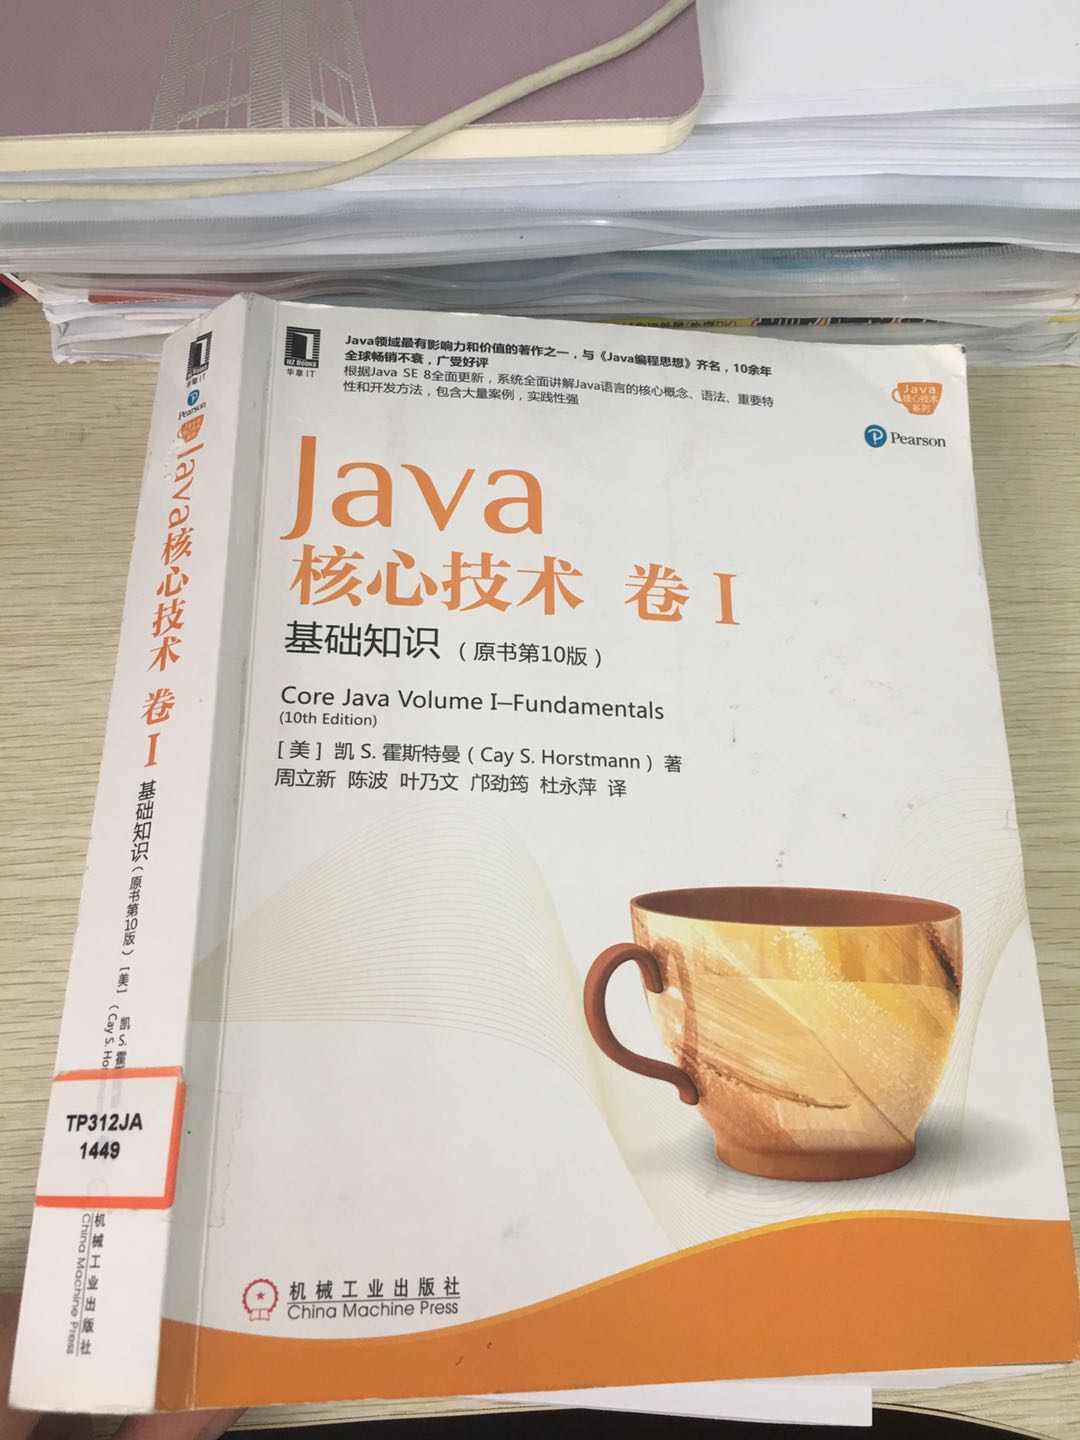 HZ Books
华章IT
Java领域最有影响力和价值的著作之一，与《Java编程思想》齐名，10余年
全球畅销不衰，广受好评
根据Java SE 8全面更新，系统全面讲解Java语言的核心概念、语法、重要特
性和开发方法，包含大量案例，实践性强
Java
核心技术
系列
Pearson
Java
核心技术 卷 I
基础知识（原书第10版）
Core Java Volume I—Fundamentals
(10th Edition)
［美］凯 S. 霍斯特曼（Cay S. Horstmann）著
周立新 陈波 叶乃文 邝劲筠 杜永萍 译
机械工业出版社
China Machine Press
Pearson
Java核心技术 卷 I 基础知识（原书第10版）
［美］凯 S. 霍
（Cay S. Ho
TP312JA
1449
机械工业出版社
China Machine Press